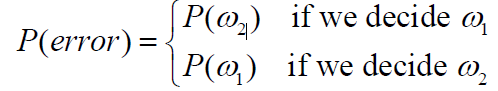 P(error) = { P(ω₂) if we decide ω₁
P(ω₁) if we decide ω₂